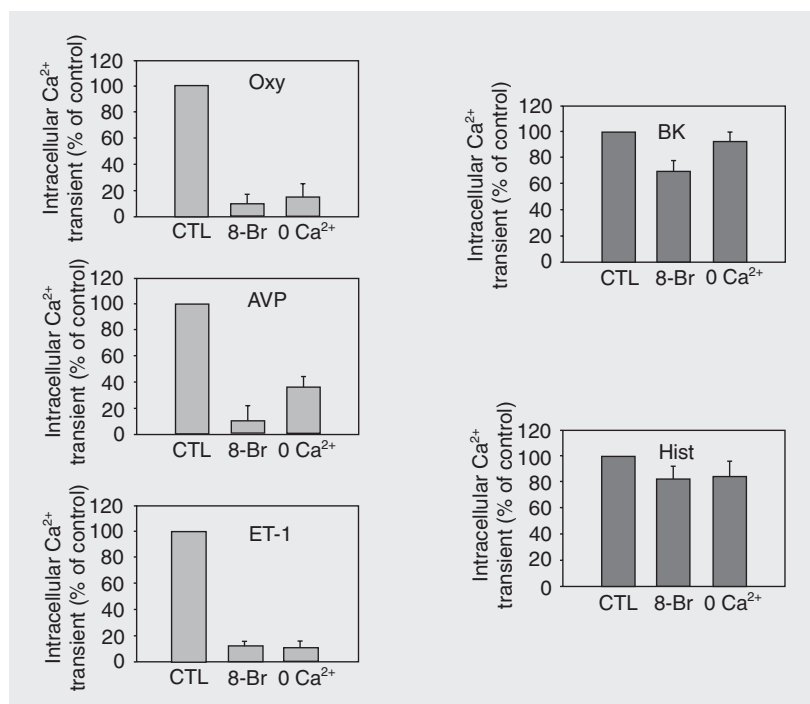 Intracellular Ca²⁺
transient (% of control)
120
100
80
60
40
20
0
Oxy
CTL 8-Br 0 Ca²⁺
Intracellular Ca²⁺
transient (% of control)
120
100
80
60
40
20
0
AVP
CTL 8-Br 0 Ca²⁺
Intracellular Ca²⁺
transient (% of control)
120
100
80
60
40
20
0
ET-1
CTL 8-Br 0 Ca²⁺
Intracellular Ca²⁺
transient (% of control)
120
100
80
60
40
20
0
BK
CTL 8-Br 0 Ca²⁺
Intracellular Ca²⁺
transient (% of control)
120
100
80
60
40
20
0
Hist
CTL 8-Br 0 Ca²⁺